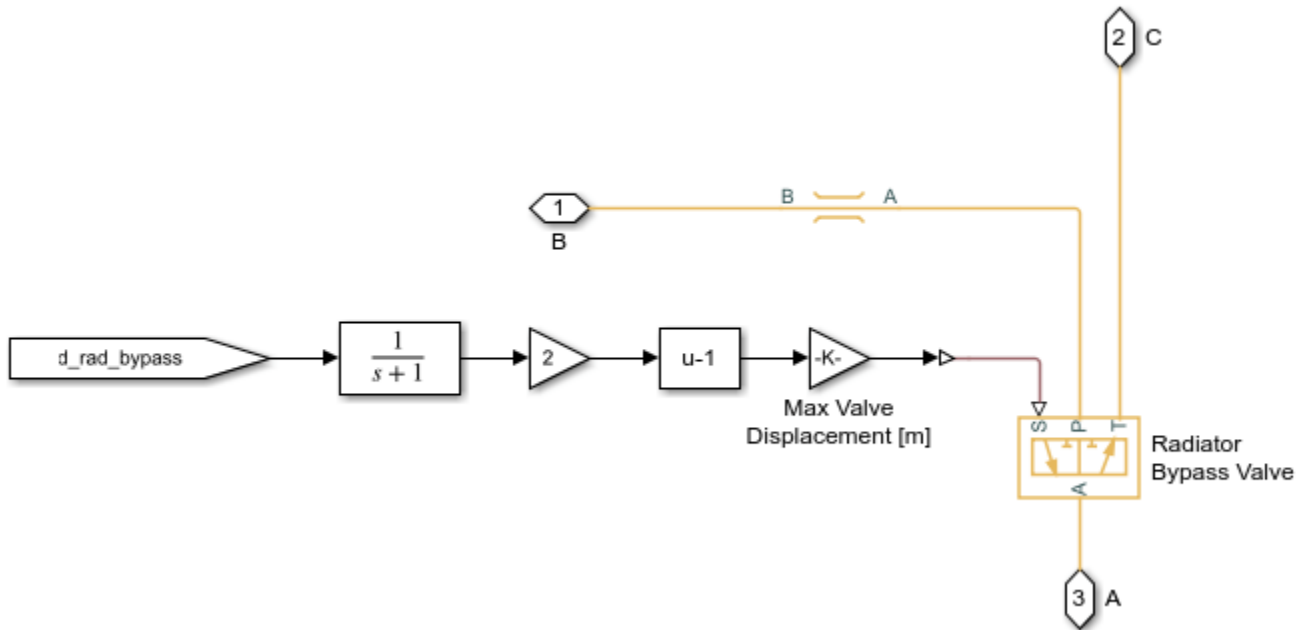 2 C
B A
1
B
d_rad_bypass
1
s + 1
2
u-1
-K-
Max Valve
Displacement [m]
S P T
Radiator
Bypass Valve
A
3 A